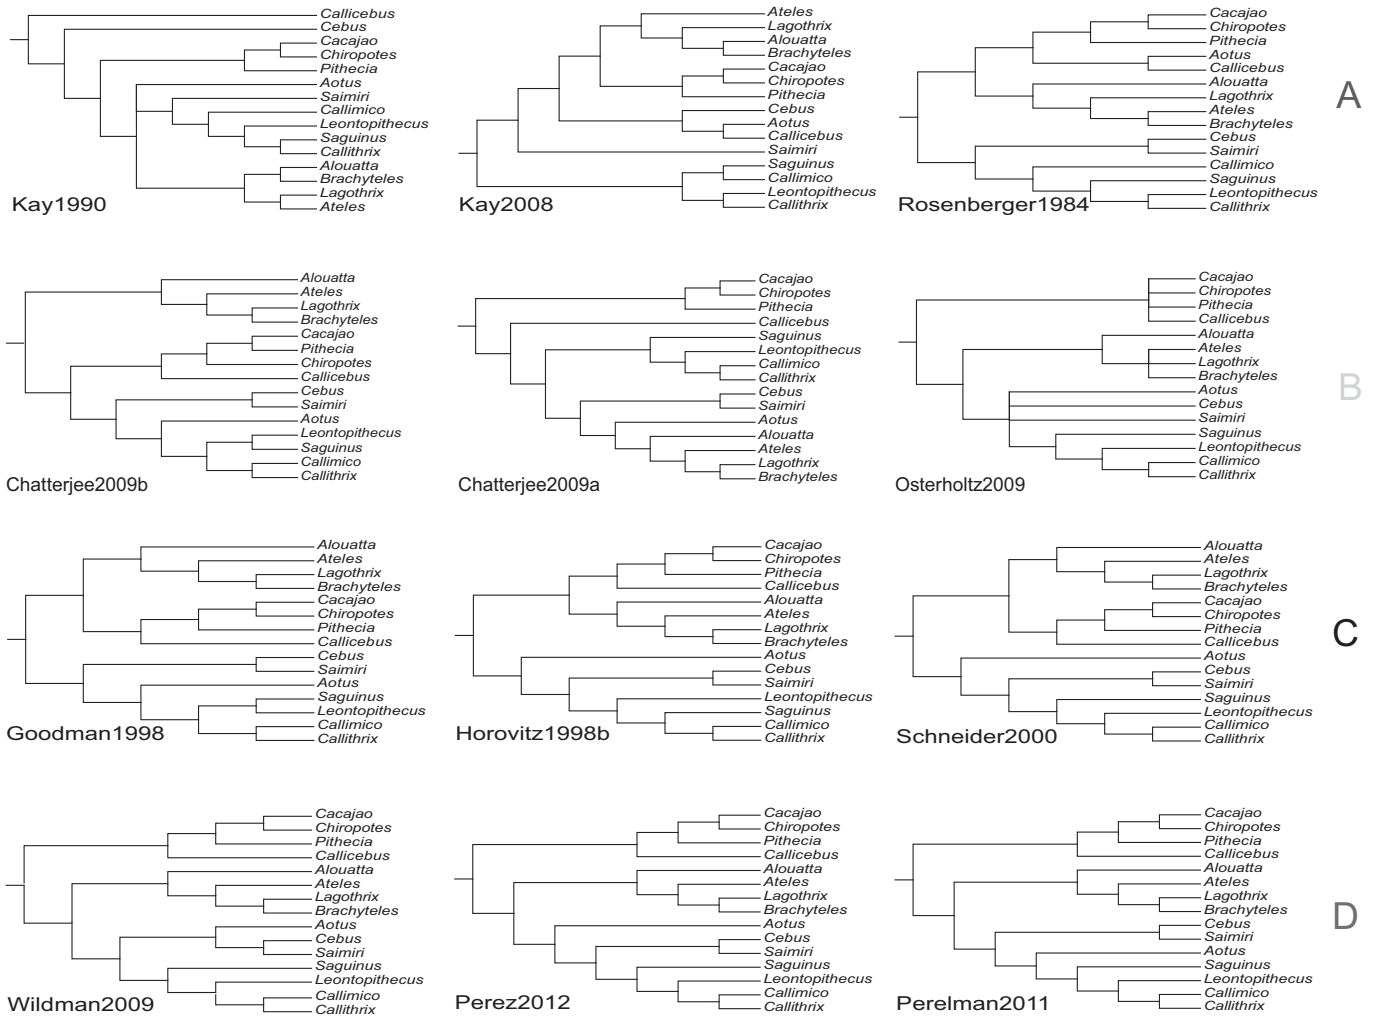 Callicebus
Cebus
Cacajao
Chiropotes
Pithecia
Aotus
Saimiri
Callimico
Leontopithecus
Saguinus
Callithrix
Alouatta
Brachyteles
Lagothrix
Ateles
Kay1990
Ateles
Lagothrix
Alouatta
Brachyteles
Cacajao
Chiropotes
Pithecia
Cebus
Aotus
Callicebus
Saimiri
Saguinus
Callimico
Leontopithecus
Callithrix
Kay2008
Cacajao
Chiropotes
Pithecia
Aotus
Callicebus
Alouatta
Lagothrix
Ateles
Brachyteles
Cebus
Saimiri
Callimico
Saguinus
Leontopithecus
Callithrix
Rosenberger1984
A
Alouatta
Ateles
Lagothrix
Brachyteles
Cacajao
Pithecia
Chiropotes
Callicebus
Cebus
Saimiri
Aotus
Leontopithecus
Saguinus
Callimico
Callithrix
Chatterjee2009b
Cacajao
Chiropotes
Pithecia
Callicebus
Saguinus
Leontopithecus
Callimico
Callithrix
Cebus
Saimiri
Aotus
Alouatta
Ateles
Lagothrix
Brachyteles
Chatterjee2009a
Cacajao
Chiropotes
Pithecia
Callicebus
Alouatta
Ateles
Lagothrix
Brachyteles
Aotus
Cebus
Saimiri
Saguinus
Leontopithecus
Callimico
Callithrix
Osterholtz2009
B
Alouatta
Ateles
Lagothrix
Brachyteles
Cacajao
Chiropotes
Pithecia
Callicebus
Cebus
Saimiri
Aotus
Saguinus
Leontopithecus
Callimico
Callithrix
Goodman1998
Cacajao
Chiropotes
Pithecia
Callicebus
Alouatta
Ateles
Lagothrix
Brachyteles
Aotus
Cebus
Saimiri
Leontopithecus
Saguinus
Callimico
Callithrix
Horovitz1998b
Alouatta
Ateles
Lagothrix
Brachyteles
Cacajao
Chiropotes
Pithecia
Callicebus
Aotus
Cebus
Saimiri
Saguinus
Leontopithecus
Callimico
Callithrix
Schneider2000
C
Cacajao
Chiropotes
Pithecia
Callicebus
Alouatta
Ateles
Lagothrix
Brachyteles
Aotus
Cebus
Saimiri
Saguinus
Leontopithecus
Callimico
Callithrix
Wildman2009
Cacajao
Chiropotes
Pithecia
Callicebus
Alouatta
Ateles
Lagothrix
Brachyteles
Aotus
Cebus
Saimiri
Saguinus
Leontopithecus
Callimico
Callithrix
Perez2012
Cacajao
Chiropotes
Pithecia
Callicebus
Alouatta
Ateles
Lagothrix
Brachyteles
Cebus
Saimiri
Aotus
Saguinus
Leontopithecus
Callimico
Callithrix
Perelman2011
D